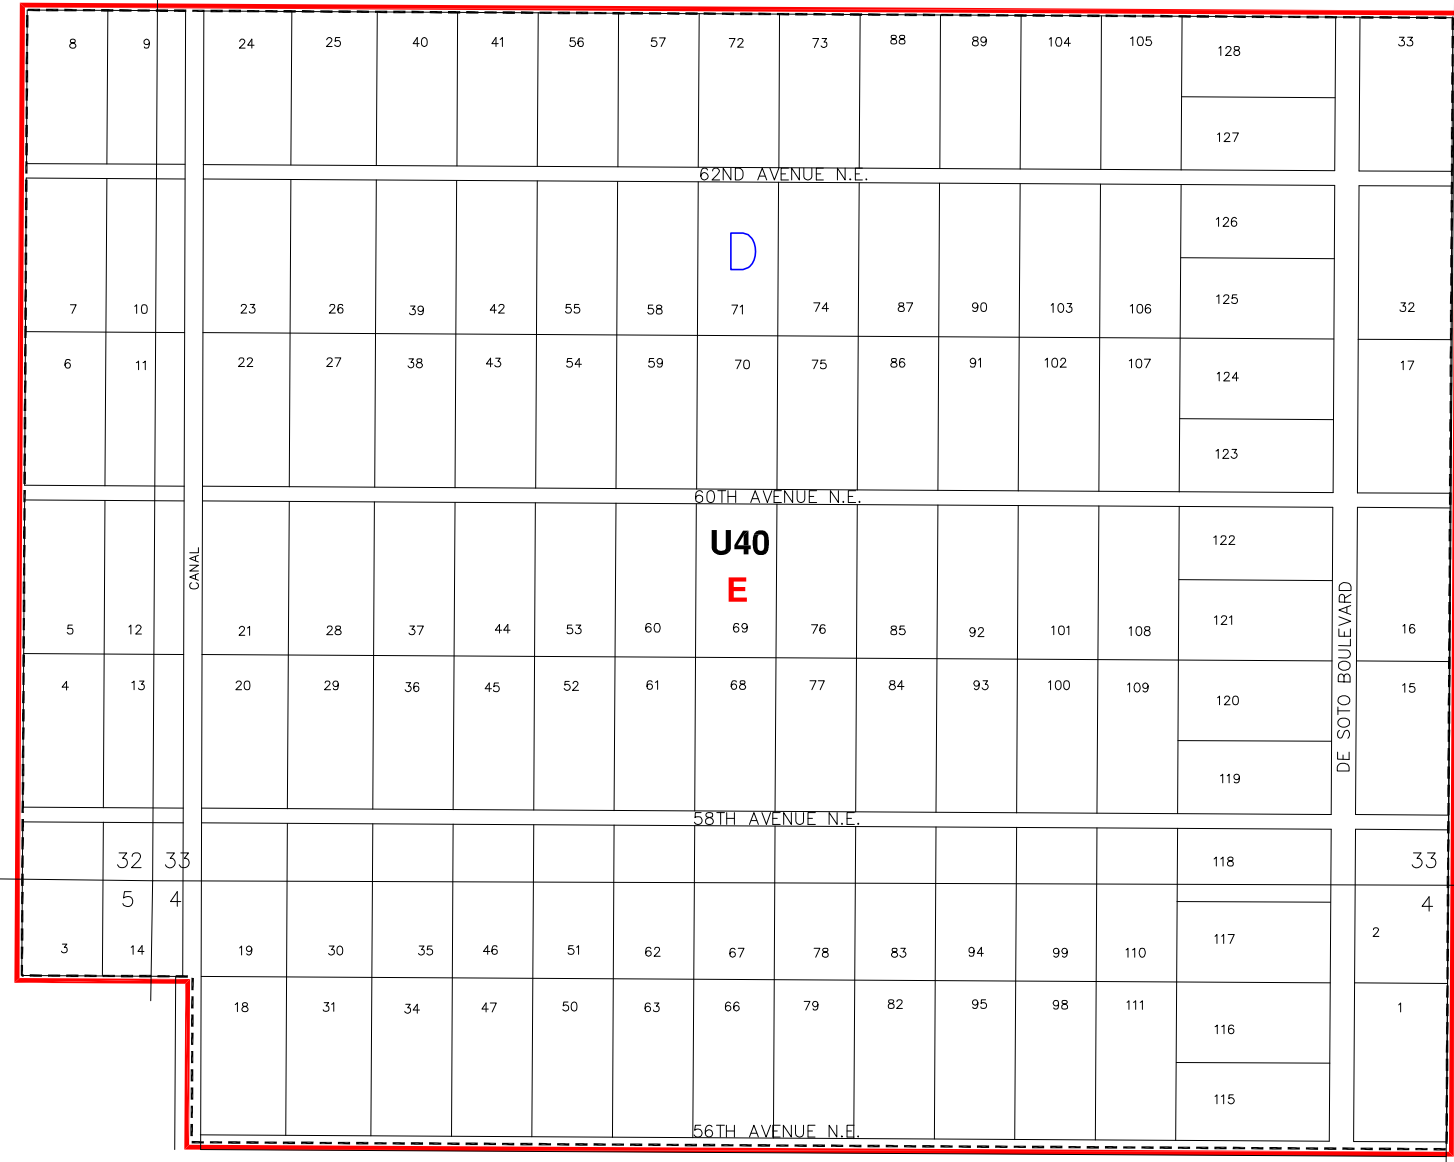 8 9 24 25 40 41 56 57 72 73 88 89 104 105 128 33
127
62ND AVENUE N.E.
126
D
7 10 23 26 39 42 55 58 71 74 87 90 103 106 125 32
6 11 22 27 38 43 54 59 70 75 86 91 102 107 124 17
123
60TH AVENUE N.E.
U40
122
CANAL
E
5 12 21 28 37 44 53 60 69 76 85 92 101 108 121 16
4 13 20 29 36 45 52 61 68 77 84 93 100 109 120 15
DE SOTO BOULEVARD
119
58TH AVENUE N.E.
32 33 118 33
5 4 4
3 14 19 30 35 46 51 62 67 78 83 94 99 110 117 2
18 31 34 47 50 63 66 79 82 95 98 111 116 1
115
56TH AVENUE N.E.